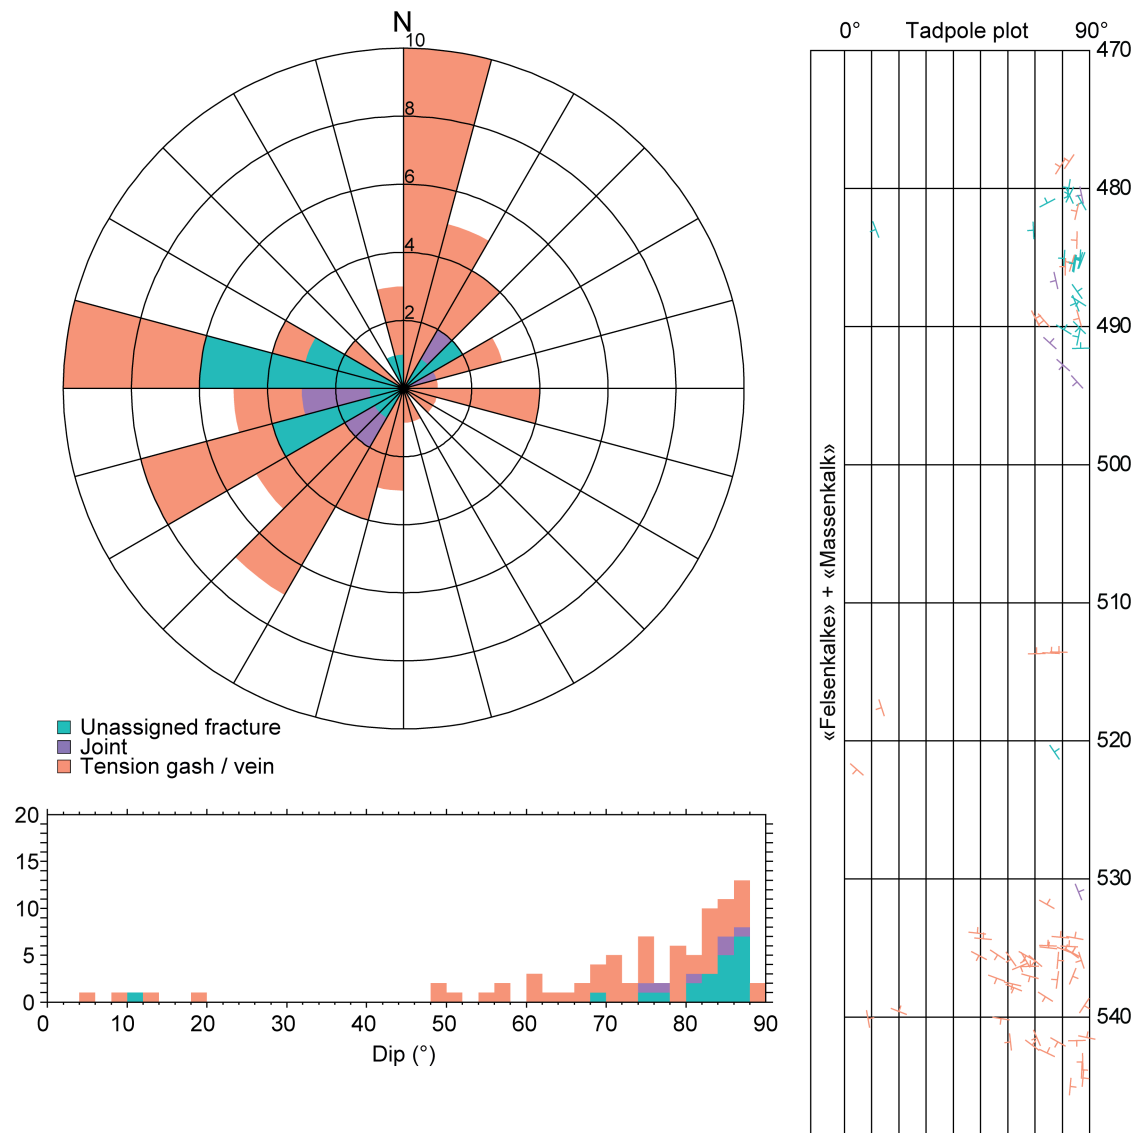 N
10
8
6
4
2
Unassigned fracture
Joint
Tension gash / vein
20
15
10
5
0
0 10 20 30 40 50 60 70 80 90
Dip (°)
0° Tadpole plot 90°
470
480
490
500
510
520
530
540
«Felsenkalke» + «Massenkalk»